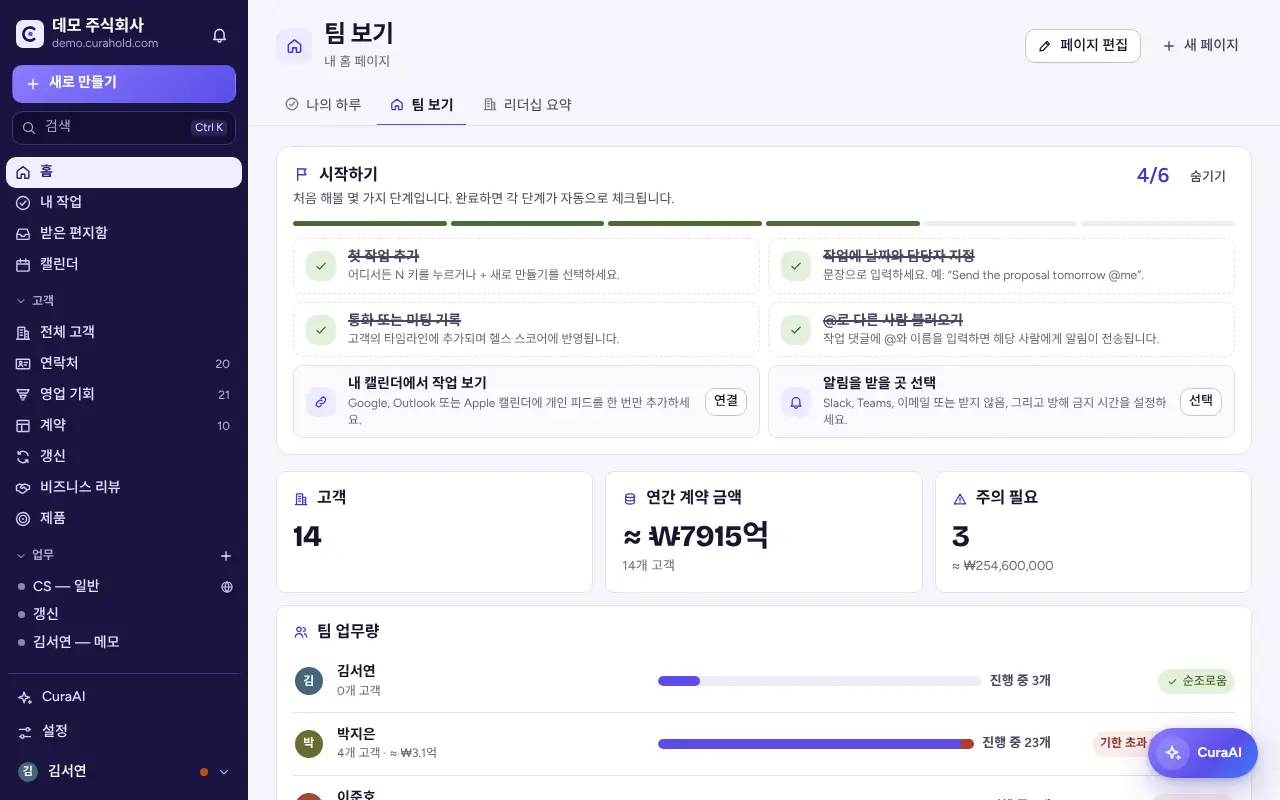 데모 주식회사
demo.curahold.com
새로 만들기
검색
Ctrl K
홈
내 작업
받은 편지함
캘린더
고객
전체 고객
연락처 20
영업 기회 21
계약 10
갱신
비즈니스 리뷰
제품
업무
CS — 일반
갱신
김서연 — 메모
CuraAI
설정
김 김서연
팀 보기
내 홈 페이지
페이지 편집
새 페이지
나의 하루
팀 보기
리더십 요약
시작하기
4/6
숨기기
처음 해볼 몇 가지 단계입니다. 완료하면 각 단계가 자동으로 체크됩니다.
첫 작업 추가
어디서든 N 키를 누르거나 + 새로 만들기를 선택하세요.
작업에 날짜와 담당자 지정
문장으로 입력하세요. 예: “Send the proposal tomorrow @me”.
통화 또는 미팅 기록
고객의 타임라인에 추가되며 헬스 스코어에 반영됩니다.
@로 다른 사람 불러오기
작업 댓글에 @와 이름을 입력하면 해당 사람에게 알림이 전송됩니다.
내 캘린더에서 작업 보기
Google, Outlook 또는 Apple 캘린더에 개인 피드를 한 번만 추가하세
요.
연결
알림을 받을 곳 선택
Slack, Teams, 이메일 또는 받지 않음, 그리고 방해 금지 시간을 설정하
세요.
선택
고객
14
연간 계약 금액
≈ ₩7915억
14개 고객
주의 필요
3
≈ ₩254,600,000
팀 업무량
김
김서연
0개 고객
진행 중 3개
순조로움
박
박지은
4개 고객 · ≈ ₩3.1억
진행 중 23개
기한 초과
CuraAI
이준호